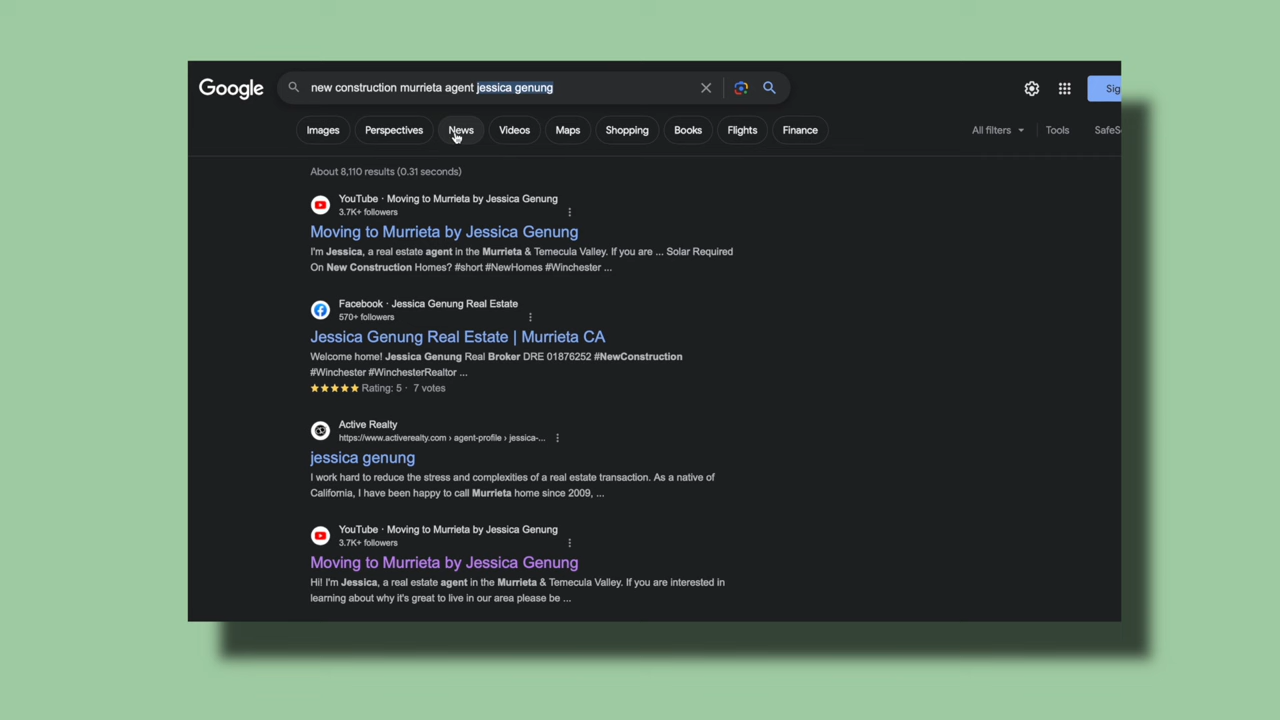 Google
new construction murrieta agent jessica genung
Sig
Images
Perspectives
News
Videos
Maps
Shopping
Books
Flights
Finance
All filters
Tools
SafeS
About 8,110 results (0.31 seconds)
YouTube · Moving to Murrieta by Jessica Genung
3.7K+ followers
Moving to Murrieta by Jessica Genung
I'm Jessica, a real estate agent in the Murrieta & Temecula Valley. If you are ... Solar Required
On New Construction Homes? #short #NewHomes #Winchester ...
Facebook · Jessica Genung Real Estate
570+ followers
Jessica Genung Real Estate | Murrieta CA
Welcome home! Jessica Genung Real Broker DRE 01876252 #NewConstruction
#Winchester #WinchesterRealtor ...
Rating: 5 · 7 votes
Active Realty
https://www.activerealty.com › agent-profile › jessica-...
jessica genung
I work hard to reduce the stress and complexities of a real estate transaction. As a native of
California, I have been happy to call Murrieta home since 2009, ...
YouTube · Moving to Murrieta by Jessica Genung
3.7K+ followers
Moving to Murrieta by Jessica Genung
Hi! I'm Jessica, a real estate agent in the Murrieta & Temecula Valley. If you are interested in
learning about why it's great to live in our area please be ...